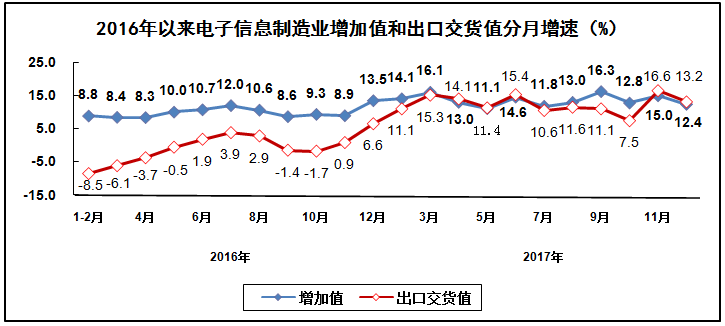 2016年以来电子信息制造业增加值和出口交货值分月增速（%）
25.0
15.0
5.0
-5.0
-15.0
8.8 8.4 8.3 10.0 10.7 12.0 10.6 8.6 9.3 8.9 13.5 14.1 16.1 13.0 11.1 14.6 11.8 13.0 16.3 12.8 15.0 12.4
-8.5 -6.1 -3.7 -0.5 1.9 3.9 2.9 -1.4 -1.7 0.9 6.6 11.1 15.3 14.1 11.4 15.4 10.6 11.6 11.1 7.5 16.6 13.2
1-2月 4月 6月 8月 10月 12月 3月 5月 7月 9月 11月
2016年 2017年
增加值 出口交货值